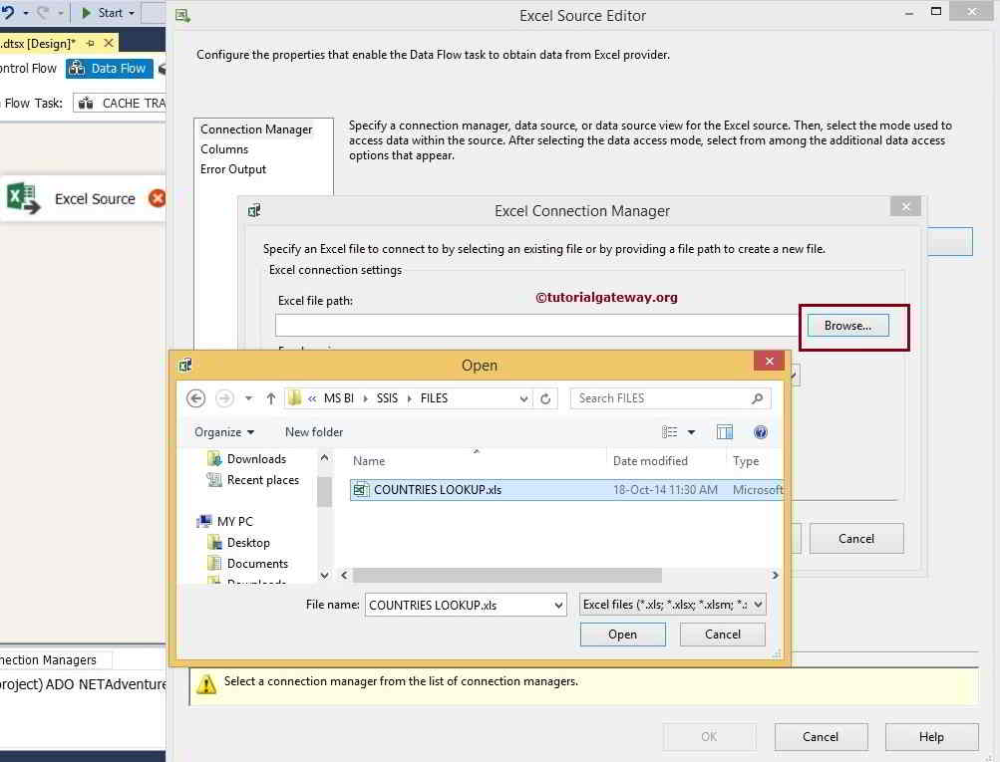 Start
Excel Source Editor
.dtsx [Design]*
ontrol Flow
Data Flow
Flow Task:
CACHE TRA
Excel Source
Configure the properties that enable the Data Flow task to obtain data from Excel provider.
Connection Manager
Columns
Error Output
Specify a connection manager, data source, or data source view for the Excel source. Then, select the mode used to
access data within the source. After selecting the data access mode, select from among the additional data access
options that appear.
Excel Connection Manager
Specify an Excel file to connect to by selecting an existing file or by providing a file path to create a new file.
Excel connection settings
Excel file path:
©tutorialgateway.org
Browse...
Open
« MS BI SSIS FILES
Search FILES
Organize
New folder
Downloads
Recent places
MY PC
Desktop
Documents
Downloads
Name
Date modified
Type
COUNTRIES LOOKUP.xls
18-Oct-14 11:30 AM
Microsoft
Cancel
File name:
COUNTRIES LOOKUP.xls
Excel files (*.xls; *.xlsx; *.xlsm; *.:
Open
Cancel
nection Managers
project) ADO NETAdventure
Select a connection manager from the list of connection managers.
OK
Cancel
Help